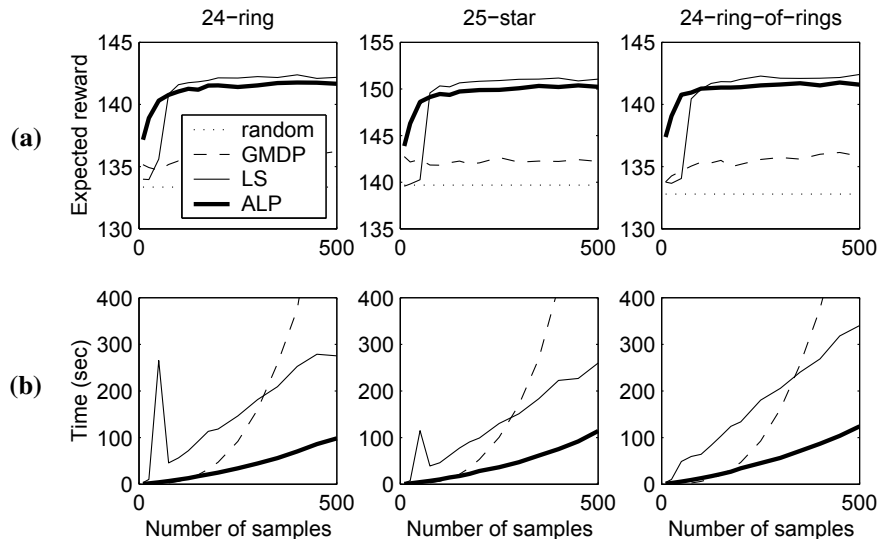 24−ring
25−star
24−ring−of−rings
(a)
Expected reward
145
140
135
130
0
500
random
GMDP
LS
ALP
155
150
145
140
135
0
500
145
140
135
130
0
500
(b)
Time (sec)
400
300
200
100
0
0
500
Number of samples
400
300
200
100
0
0
500
Number of samples
400
300
200
100
0
0
500
Number of samples